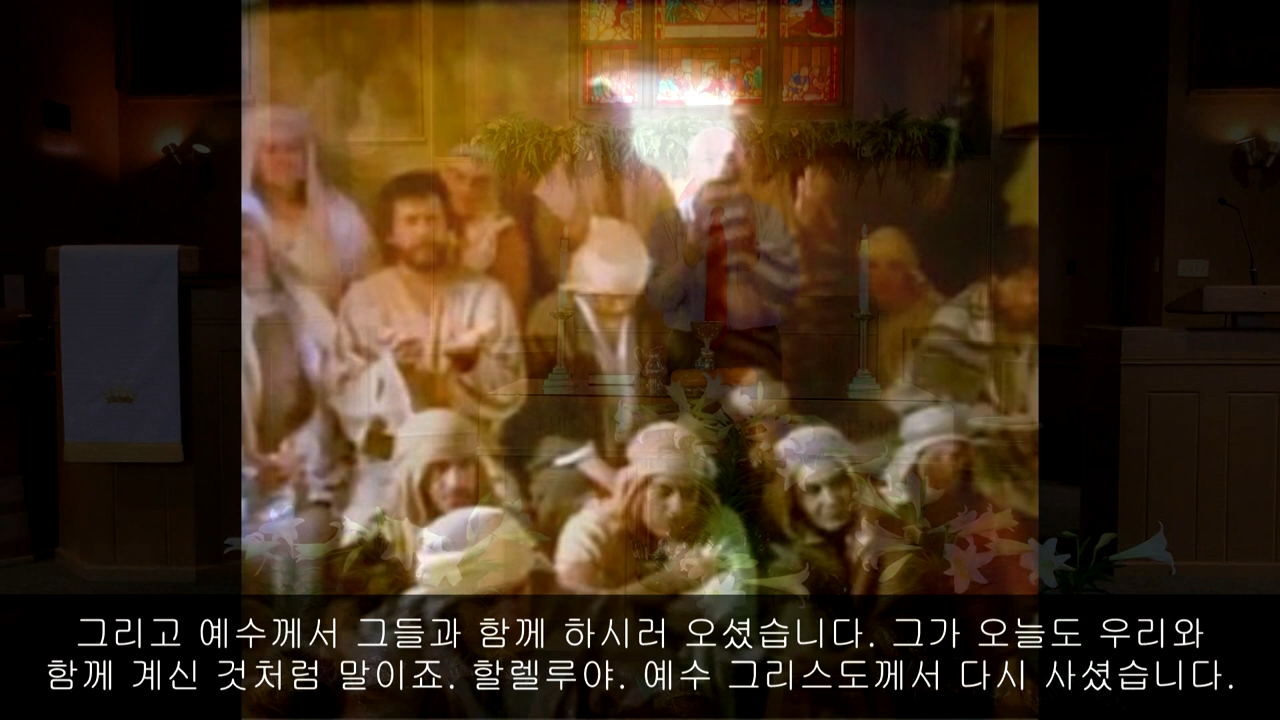 그리고 예수께서 그들과 함께 하시러 오셨습니다. 그가 오늘도 우리와
함께 계신 것처럼 말이죠. 할렐루야. 예수 그리스도께서 다시 사셨습니다.